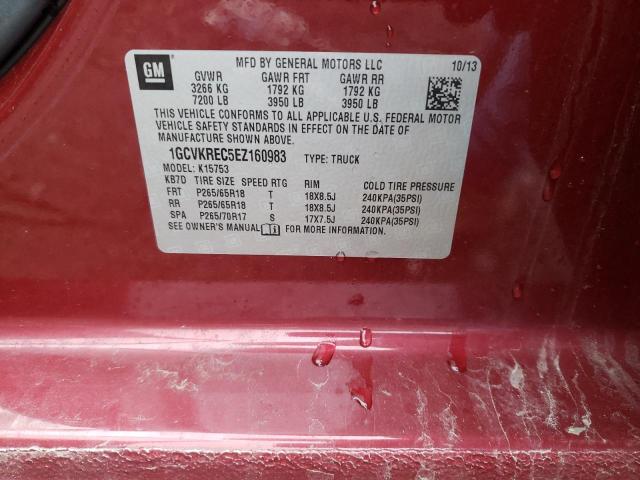 GM
MFD BY GENERAL MOTORS LLC 10/13
GVWR GAWR FRT GAWR RR
3266 KG 1792 KG 1792 KG
7200 LB 3950 LB 3950 LB
THIS VEHICLE CONFORMS TO ALL APPLICABLE U.S. FEDERAL MOTOR
VEHICLE SAFETY STANDARDS IN EFFECT ON THE DATE OF
MANUFACTURE SHOWN ABOVE.
1GCVKREC5EZ160983 TYPE: TRUCK
MODEL: K15753
KB7D TIRE SIZE SPEED RTG RIM COLD TIRE PRESSURE
FRT P265/65R18 T 18X8.5J 240KPA(35PSI)
RR P265/65R18 T 18X8.5J 240KPA(35PSI)
SPA P265/70R17 S 17X7.5J 240KPA(35PSI)
SEE OWNER'S MANUAL FOR MORE INFORMATION.